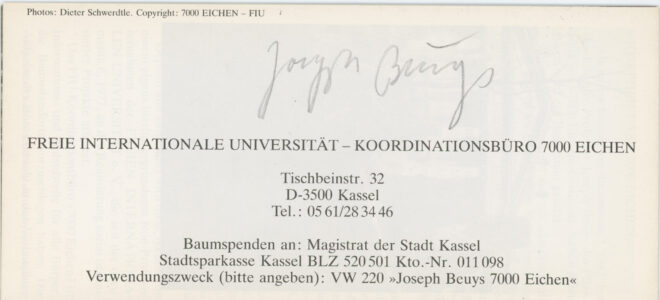 Photos: Dieter Schwerdtle. Copyright: 7000 EICHEN – FIU
Joseph Beuys
FREIE INTERNATIONALE UNIVERSITÄT – KOORDINATIONSBÜRO 7000 EICHEN
Tischbeinstr. 32
D-3500 Kassel
Tel.: 05 61/28 34 46
Baumspenden an: Magistrat der Stadt Kassel
Stadtsparkasse Kassel BLZ 520 501 Kto.-Nr. 011 098
Verwendungszweck (bitte angeben): VW 220 »Joseph Beuys 7000 Eichen«